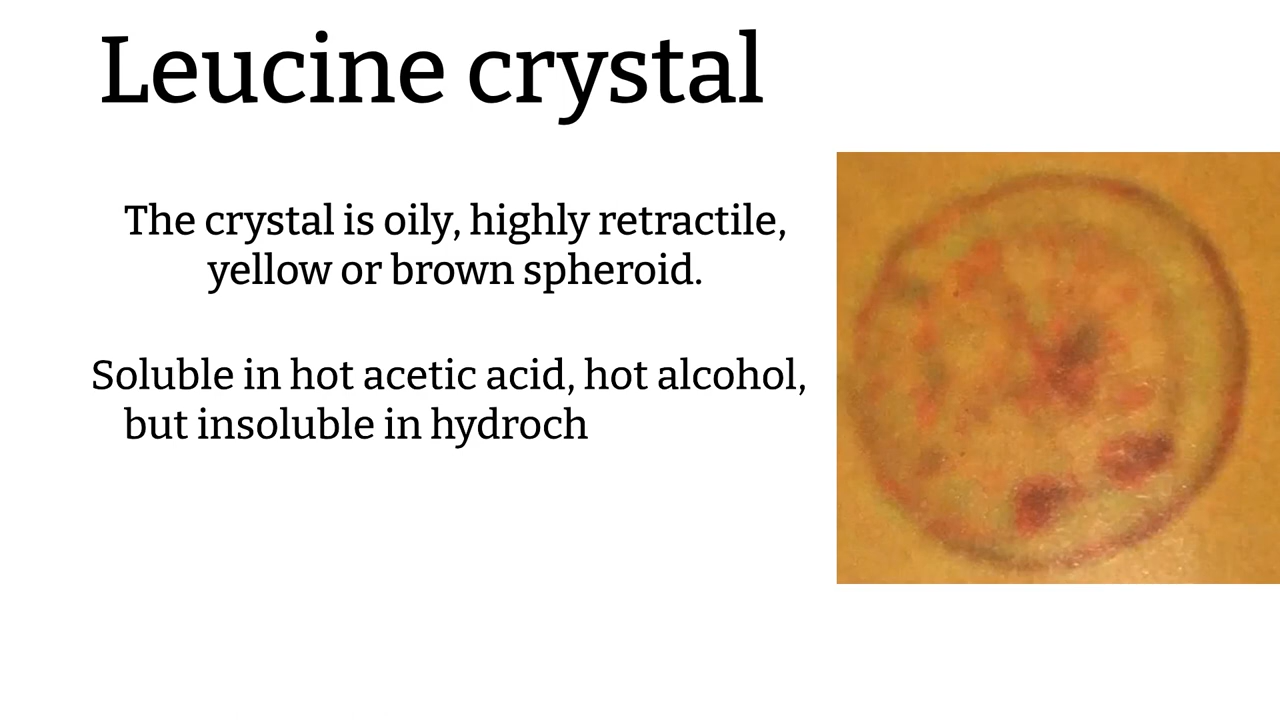 Leucine crystal
The crystal is oily, highly retractile,
yellow or brown spheroid.
Soluble in hot acetic acid, hot alcohol,
but insoluble in hydroch